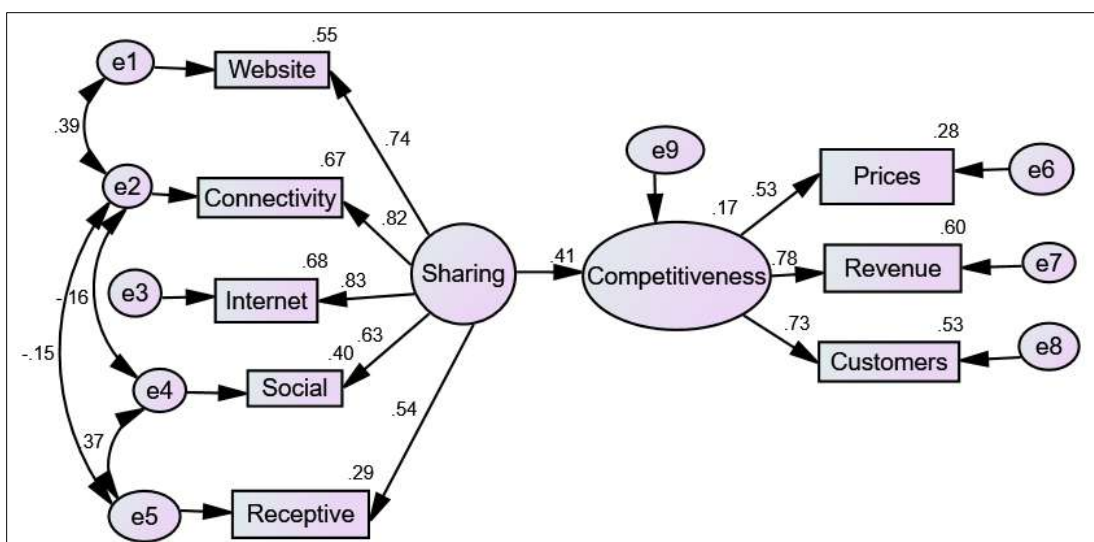 .55
e1
Website
.39
.74
.67
e2
Connectivity
.82
.68
e3
Internet
.83
Sharing
.41
-.16
-.15
.63
.40
e4
Social
.54
.37
.29
e5
Receptive
e9
.17
Competitiveness
.28
.53
Prices
e6
.60
.78
Revenue
e7
.73
.53
Customers
e8